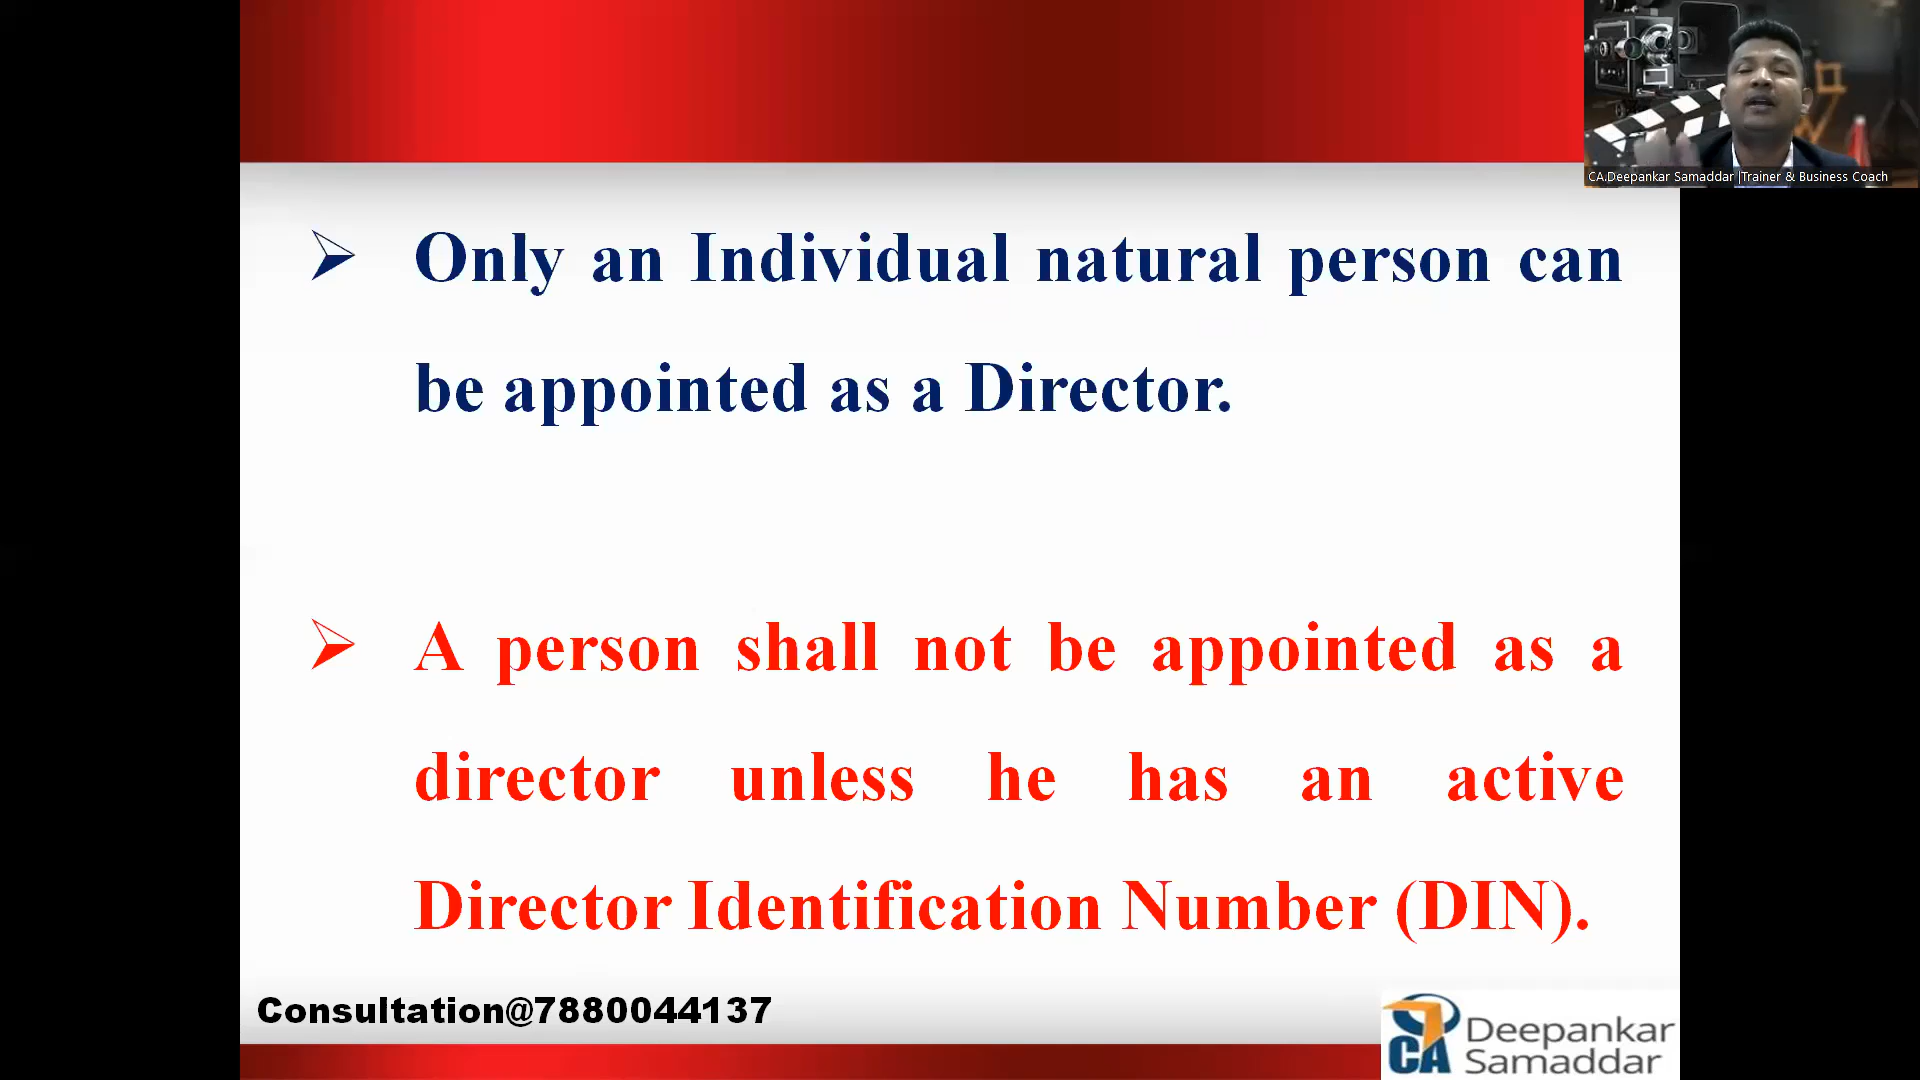 CA.Deepankar Samaddar |Trainer & Business Coach
➢ Only an Individual natural person can
be appointed as a Director.
➢ A person shall not be appointed as a
director unless he has an active
Director Identification Number (DIN).
Consultation@7880044137
CA
Deepankar
Samaddar